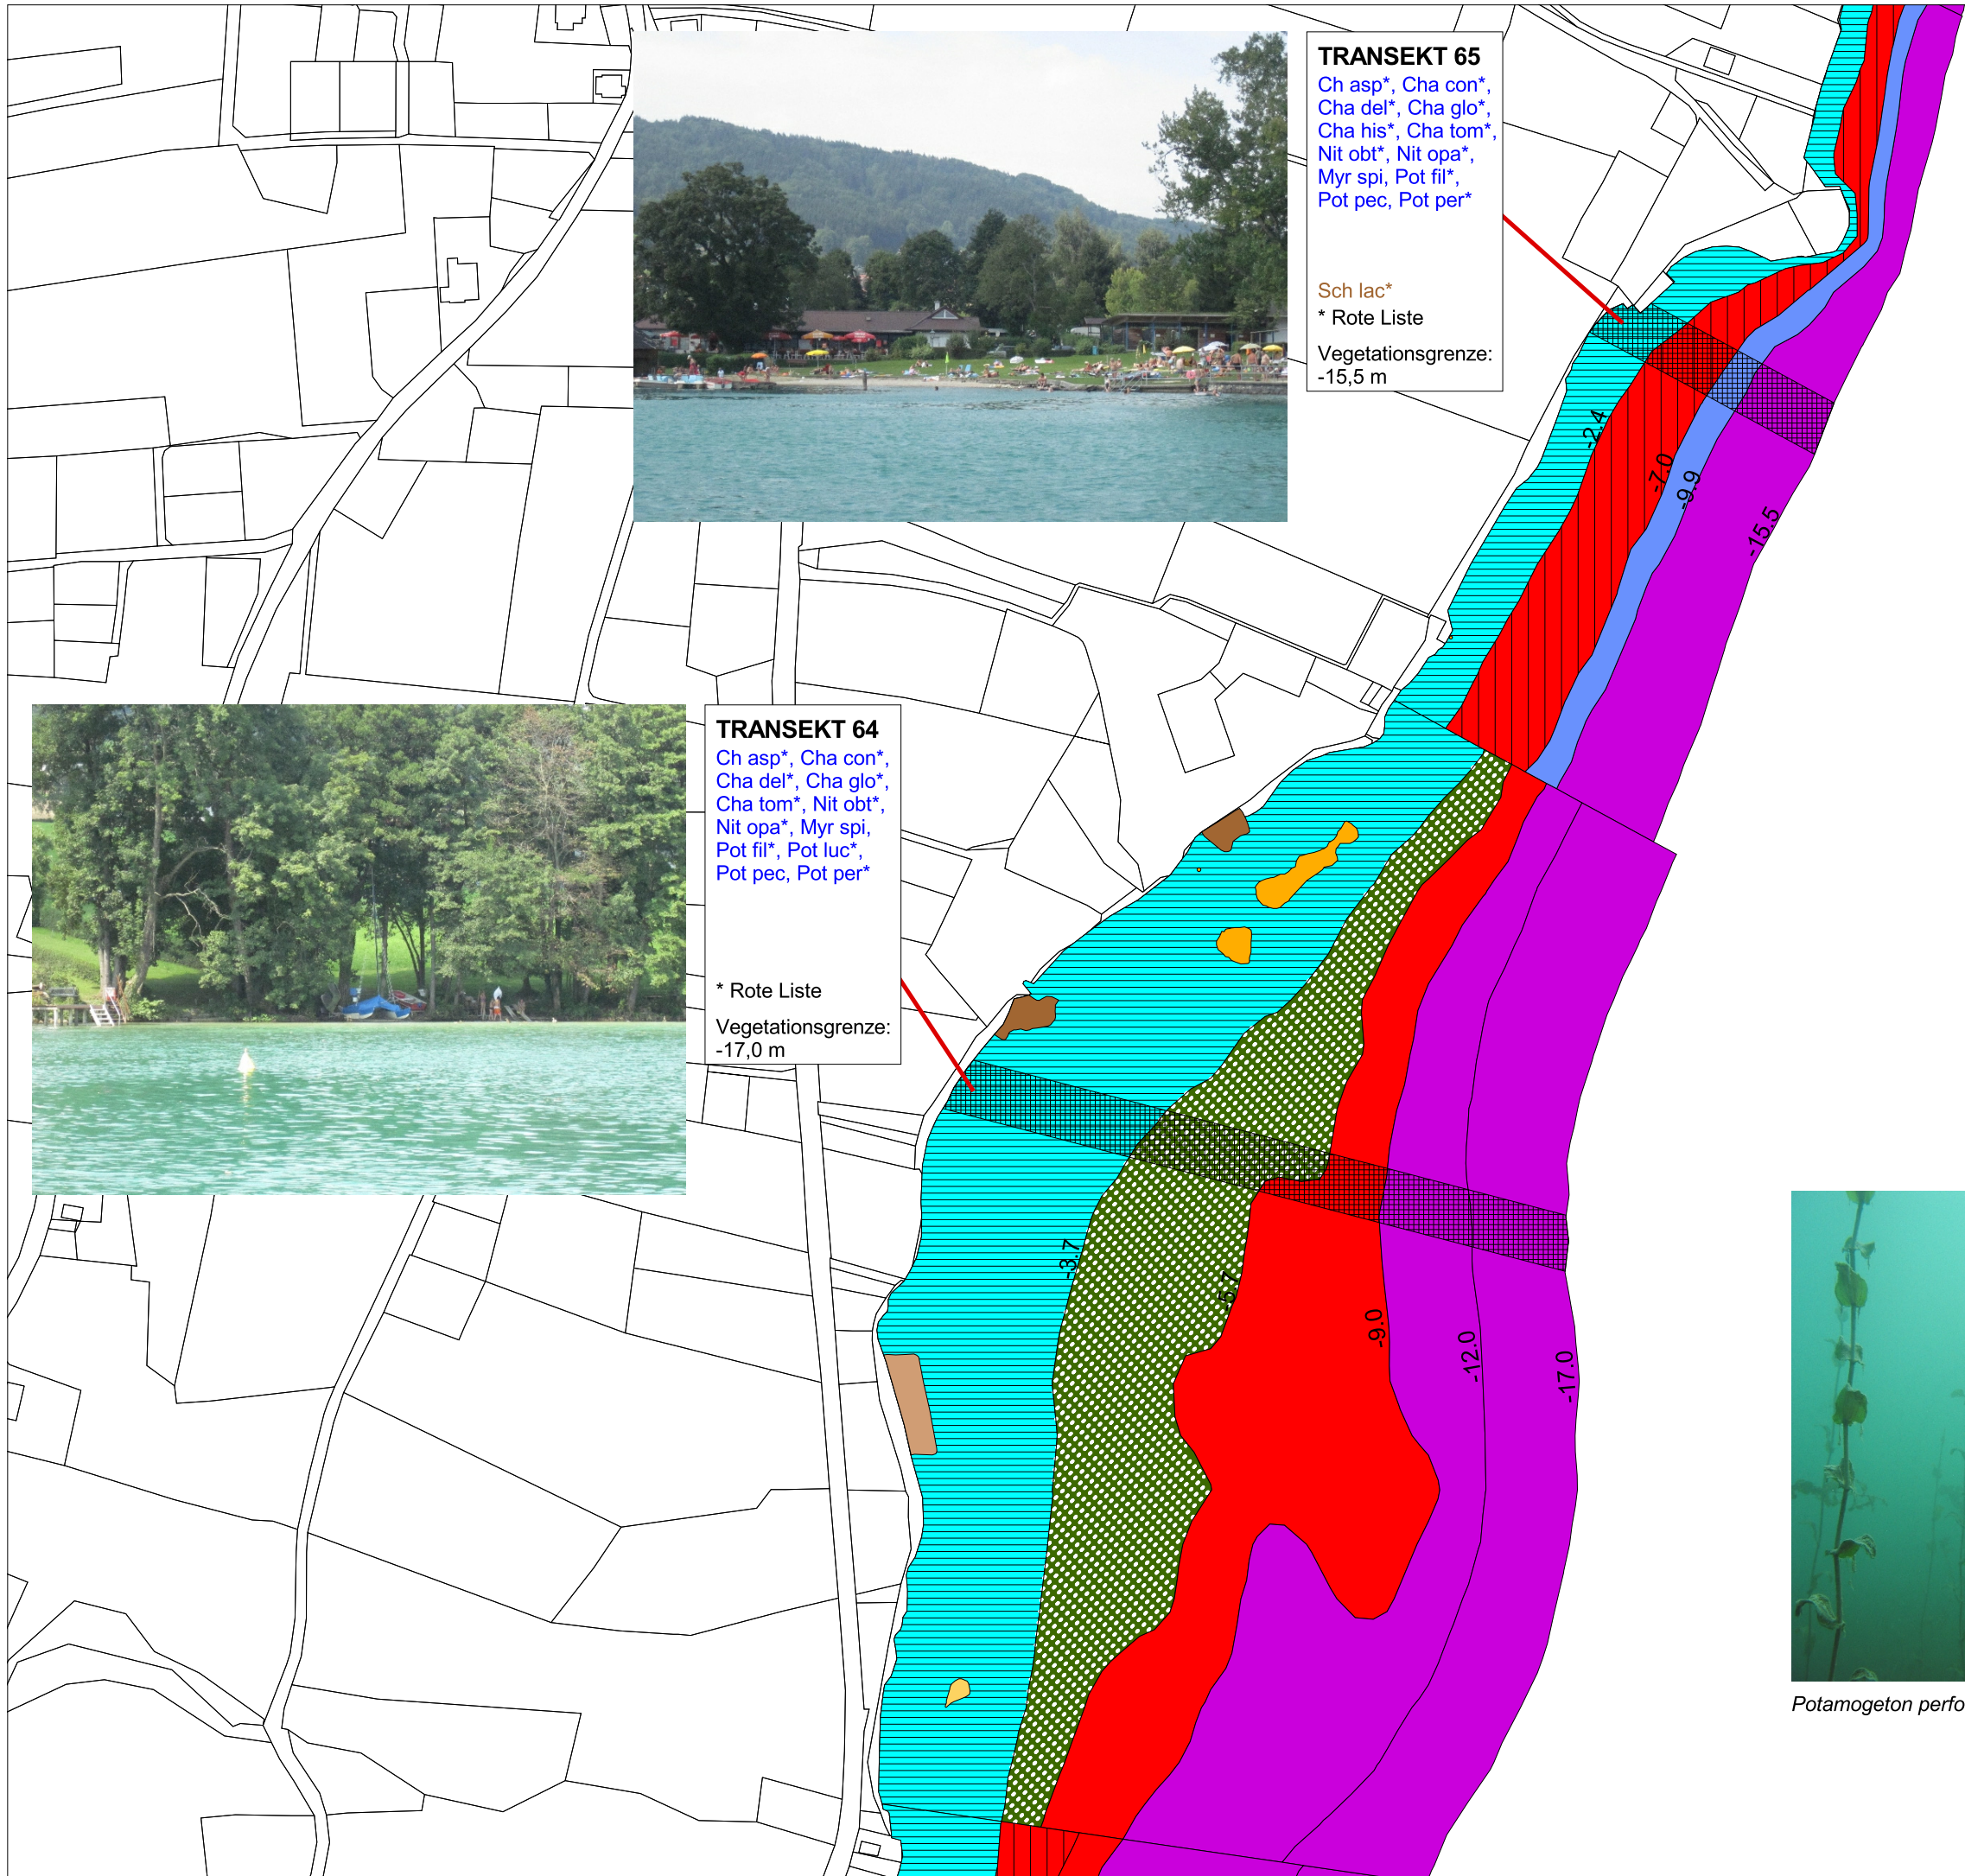 TRANSEKT 65
Ch asp*, Cha con*,
Cha del*, Cha glo*,
Cha his*, Cha tom*,
Nit obt*, Nit opa*,
Myr spi, Pot fil*,
Pot pec, Pot per*
Sch lac*
* Rote Liste
Vegetationsgrenze:
-15,5 m
-2.4
-7.0
-9.9
-15.5
TRANSEKT 64
Ch asp*, Cha con*,
Cha del*, Cha glo*,
Cha tom*, Nit obt*,
Nit opa*, Myr spi,
Pot fil*, Pot luc*,
Pot pec, Pot per*
* Rote Liste
Vegetationsgrenze:
-17,0 m
-3.7
-5.7
-9.0
-12.0
-17.0
Potamogeton perfo